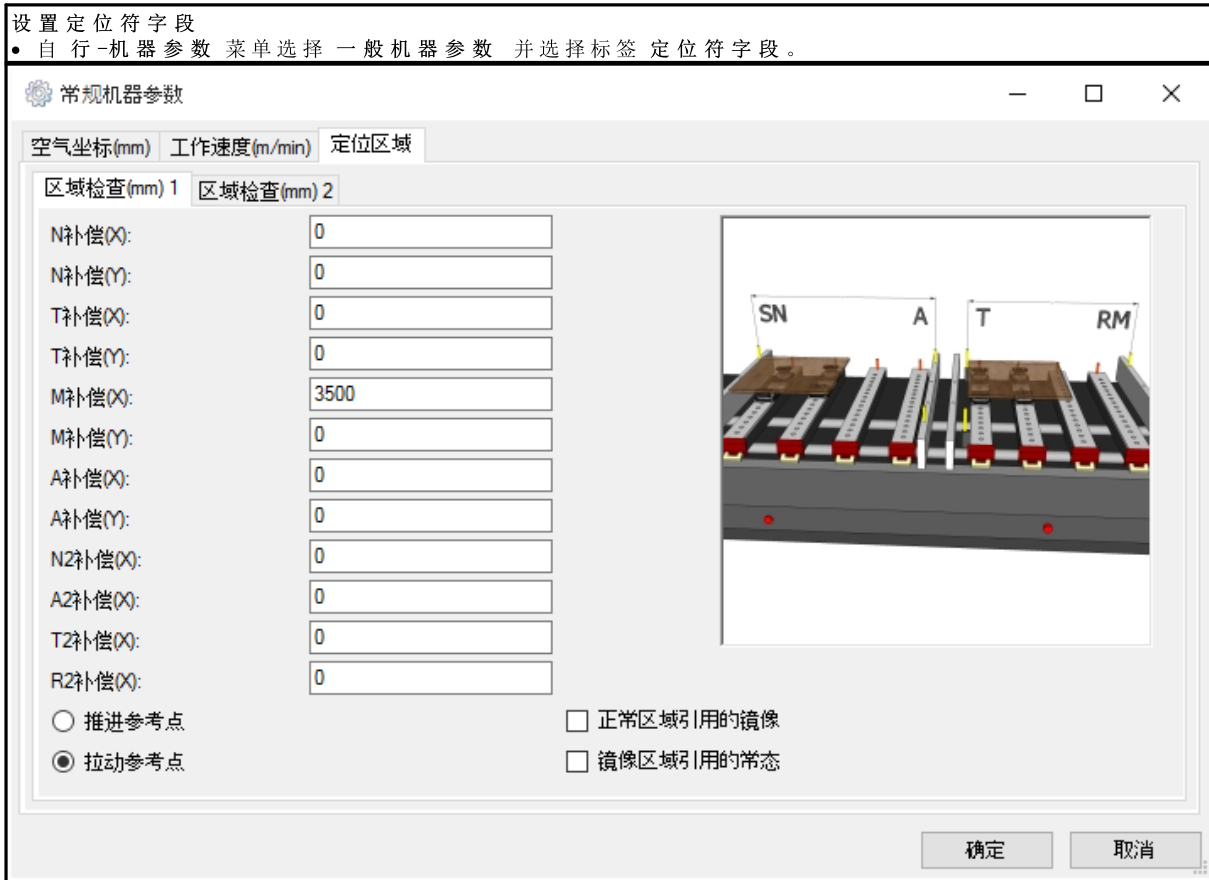 设置定位符字段
• 自 行-机器参数 菜单选择 一般机器参数 并选择标签 定位符字段。
常规机器参数
空气坐标(mm) 工作速度(m/min) 定位区域
区域检查(mm) 1 区域检查(mm) 2
N补偿(X): 0
N补偿(Y): 0
T补偿(X): 0
T补偿(Y): 0
M补偿(X): 3500
M补偿(Y): 0
A补偿(X): 0
A补偿(Y): 0
N2补偿(X): 0
A2补偿(X): 0
T2补偿(X): 0
R2补偿(X): 0
SN A T RM
推进参考点 正常区域引用的镜像
拉动参考点 镜像区域引用的常态
确定 取消